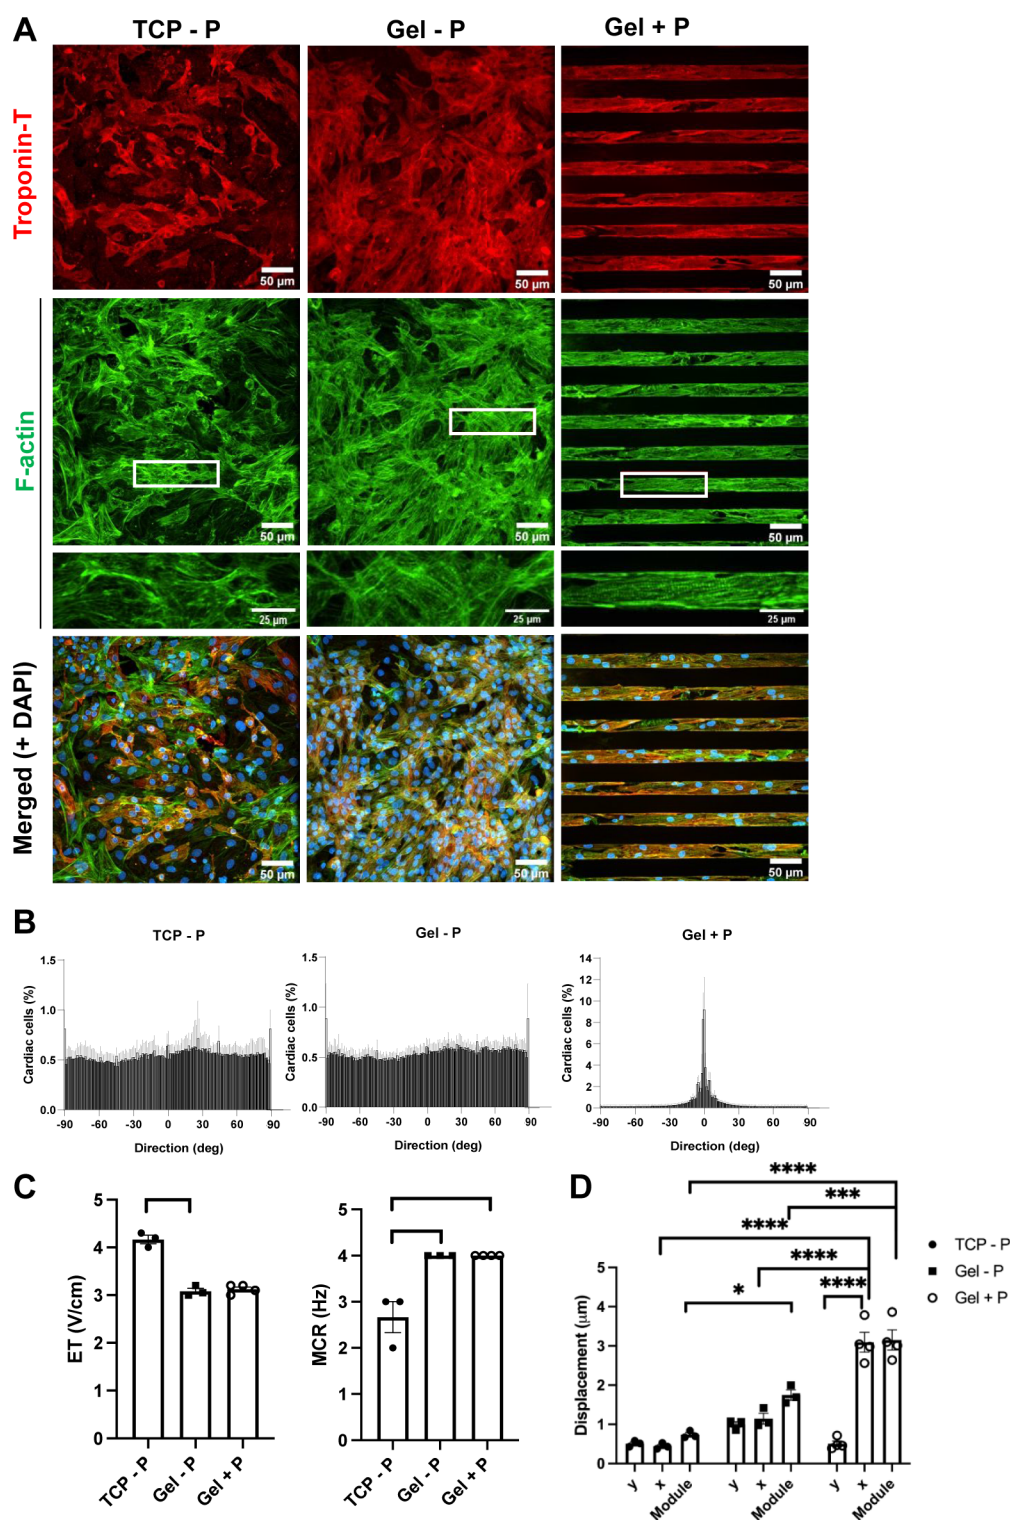 A
TCP - P
Gel - P
Gel + P
Troponin-T
50 µm
50 µm
50 µm
F-actin
50 µm
50 µm
50 µm
25 µm
25 µm
25 µm
Merged (+ DAPI)
50 µm
50 µm
50 µm
B
TCP - P
Gel - P
Gel + P
Cardiac cells (%)
1.5
1.0
0.5
0.0
-90 -60 -30 0 30 60 90
Direction (deg)
Cardiac cells (%)
1.5
1.0
0.5
0.0
-90 -60 -30 0 30 60 90
Direction (deg)
Cardiac cells (%)
14
12
10
8
6
4
2
0
-90 -60 -30 0 30 60 90
Direction (deg)
C
ET (V/cm)
5
4
3
2
1
0
TCP - P
Gel - P
Gel + P
MCR (Hz)
5
4
3
2
1
0
TCP - P
Gel - P
Gel + P
D
****
***
****
****
*
****
Displacement (µm)
5
4
3
2
1
0
y x Module
y x Module
y x Module
TCP - P
Gel - P
Gel + P